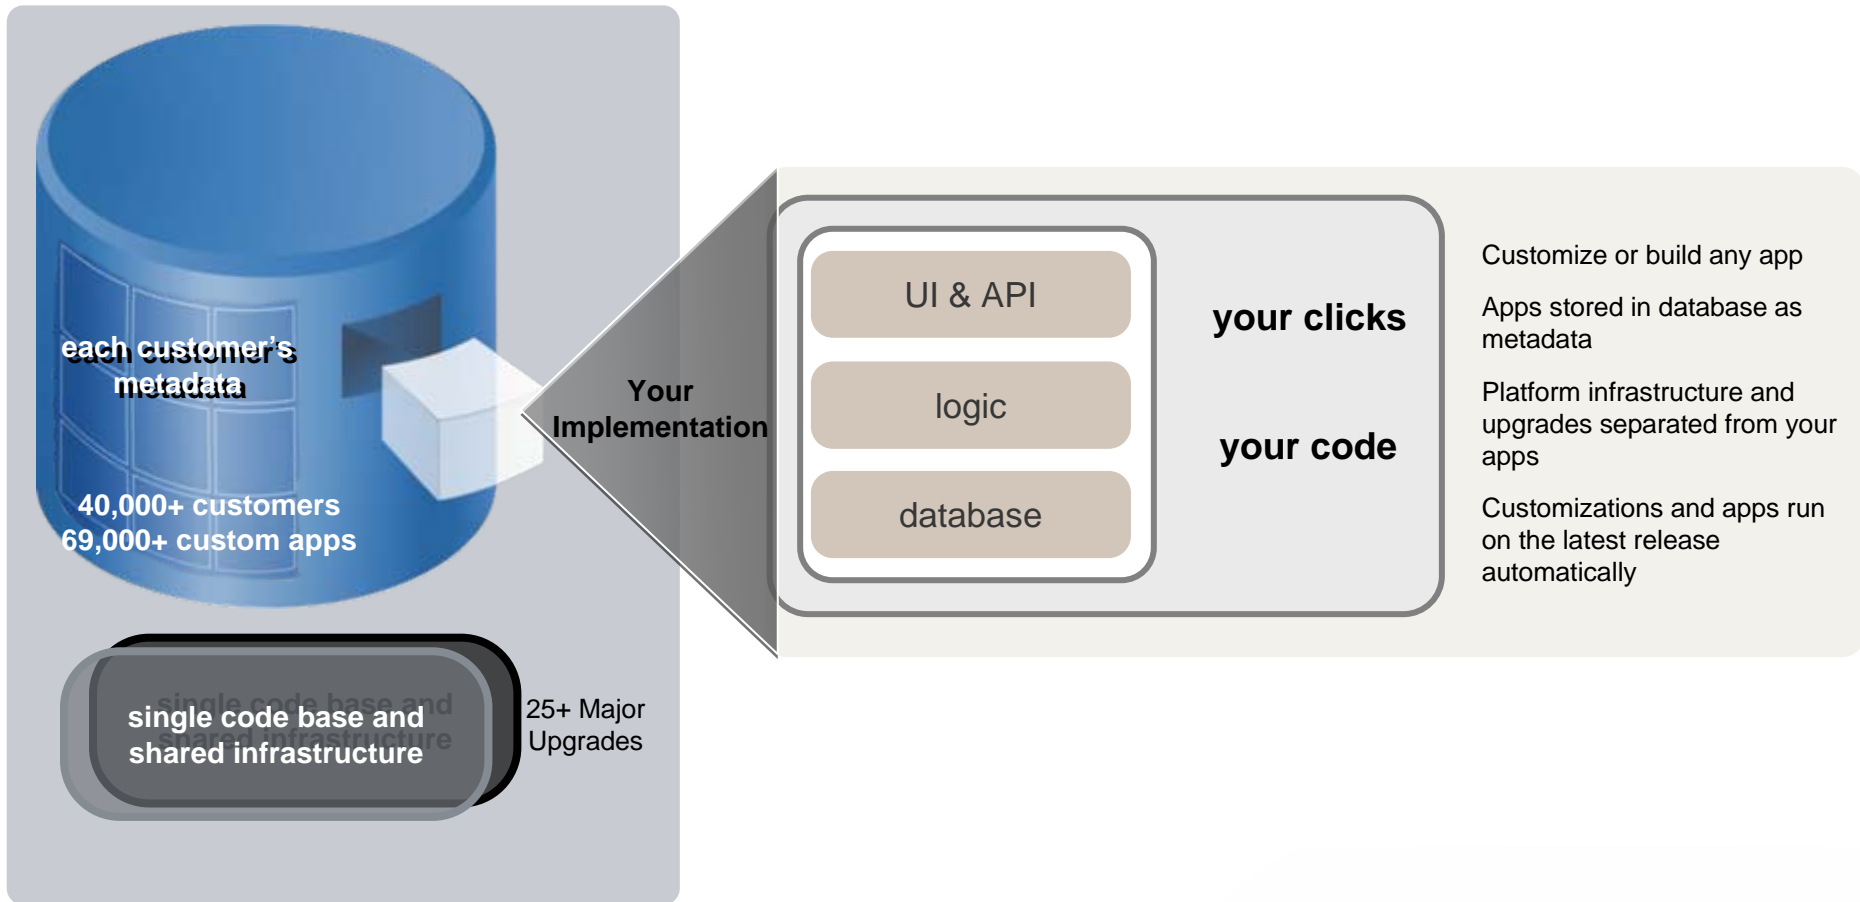 each customer's
metadata
40,000+ customers
69,000+ custom apps
single code base and
shared infrastructure
25+ Major
Upgrades
Your
Implementation
UI & API
logic
database
your clicks
your code
Customize or build any app
Apps stored in database as
metadata
Platform infrastructure and
upgrades separated from your
apps
Customizations and apps run
on the latest release
automatically